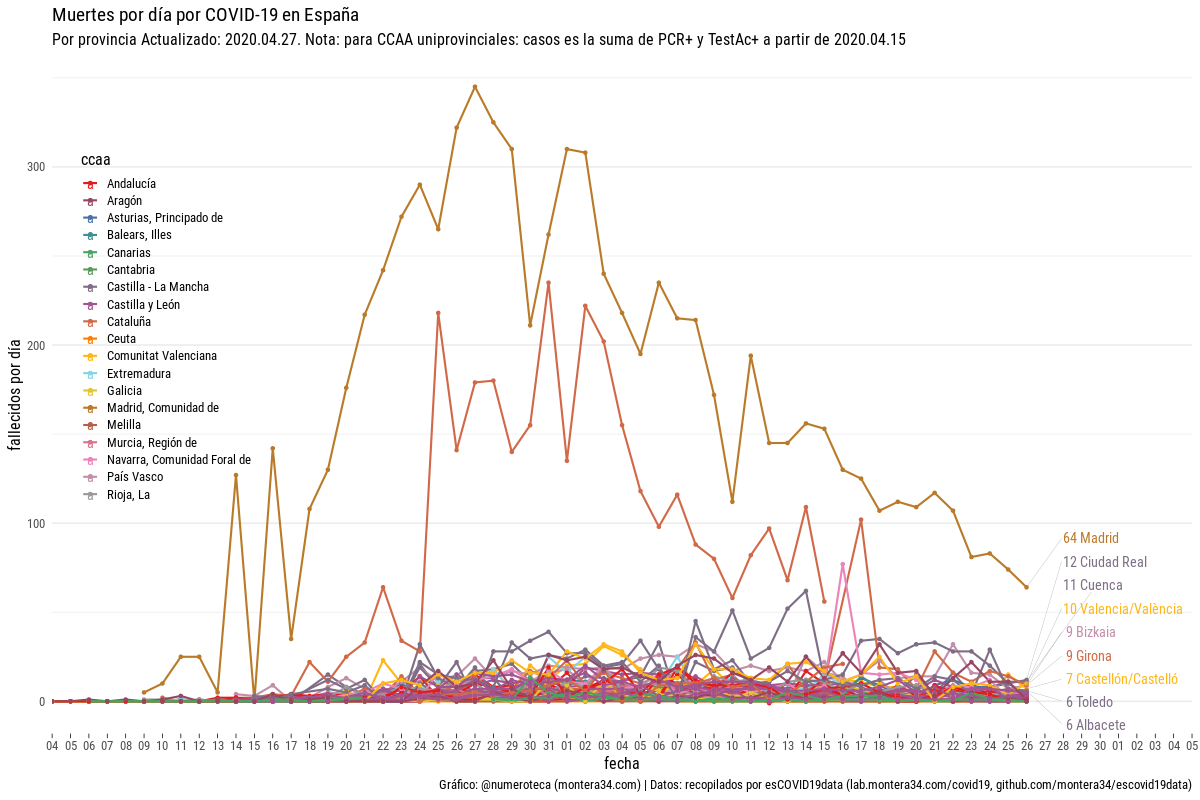 Muertes por día por COVID-19 en España
Por provincia Actualizado: 2020.04.27. Nota: para CCAA uniprovinciales: casos es la suma de PCR+ y TestAc+ a partir de 2020.04.15
ccaa
Andalucía
Aragón
Asturias, Principado de
Balears, Illes
Canarias
Cantabria
Castilla - La Mancha
Castilla y León
Cataluña
Ceuta
Comunitat Valenciana
Extremadura
Galicia
Madrid, Comunidad de
Melilla
Murcia, Región de
Navarra, Comunidad Foral de
País Vasco
Rioja, La
fallecidos por día
300
200
100
0
64 Madrid
12 Ciudad Real
11 Cuenca
10 Valencia/València
9 Bizkaia
9 Girona
7 Castellón/Castelló
6 Toledo
6 Albacete
04 05 06 07 08 09 10 11 12 13 14 15 16 17 18 19 20 21 22 23 24 25 26 27 28 29 30 31 01 02 03 04 05 06 07 08 09 10 11 12 13 14 15 16 17 18 19 20 21 22 23 24 25 26 27 28 29 30 01 02 03 04 05
fecha
Gráfico: @numeroteca (montera34.com) | Datos: recopilados por esCOVID19data (lab.montera34.com/covid19, github.com/montera34/escovid19data)